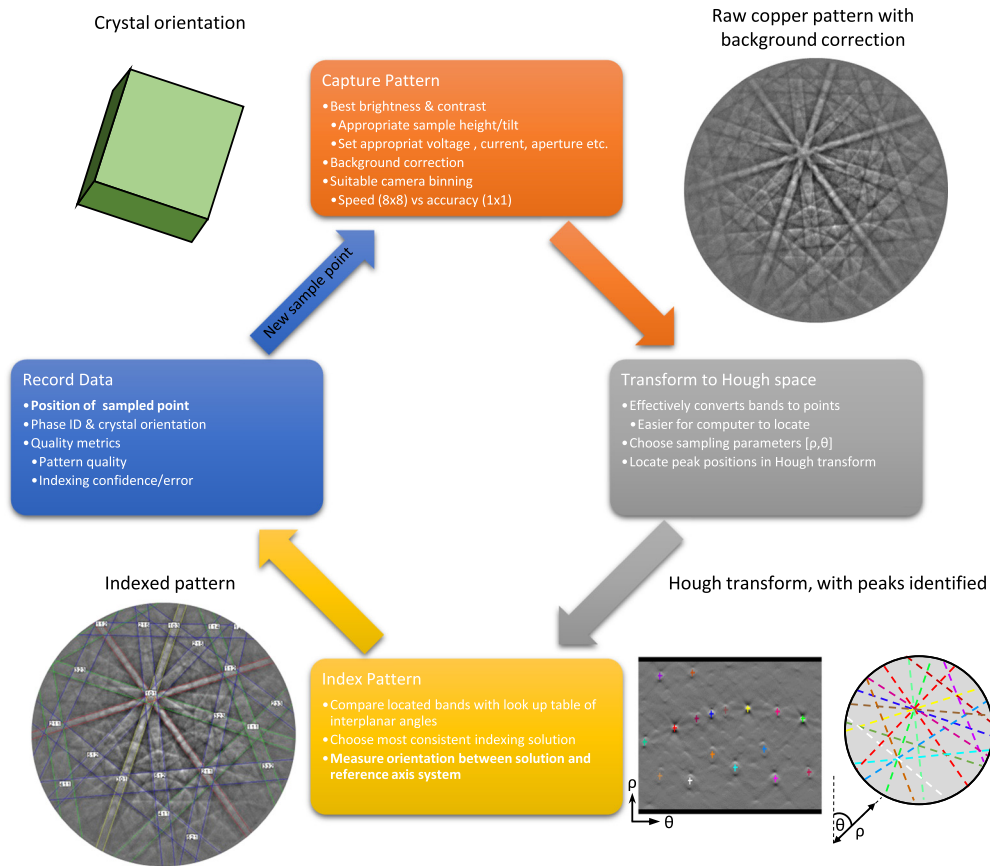 Crystal orientation
Raw copper pattern with
background correction
Capture Pattern
•Best brightness & contrast
•Appropriate sample height/tilt
•Set appropriat voltage , current, aperture etc.
•Background correction
•Suitable camera binning
•Speed (8x8) vs accuracy (1x1)
New sample point
Record Data
•Position of sampled point
•Phase ID & crystal orientation
•Quality metrics
•Pattern quality
•Indexing confidence/error
Transform to Hough space
•Effectively converts bands to points
•Easier for computer to locate
•Choose sampling parameters [ρ,θ]
•Locate peak positions in Hough transform
Indexed pattern
Hough transform, with peaks identified
Index Pattern
•Compare located bands with look up table of
interplanar angles
•Choose most consistent indexing solution
•Measure orientation between solution and
reference axis system
ρ
θ
θ
ρ